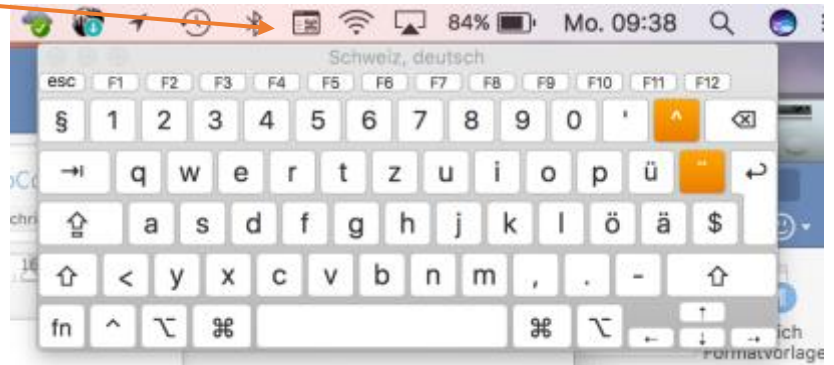 84% Mo. 09:38
Schweiz, deutsch
esc F1 F2 F3 F4 F5 F6 F7 F8 F9 F10 F11 F12
§ 1 2 3 4 5 6 7 8 9 0 ' ^
q w e r t z u i o p ü ¨
a s d f g h j k l ö ä $
< y x c v b n m , . -
fn ^ ⌥ ⌘ ⌘ ⌥
ich
Formatvorlage